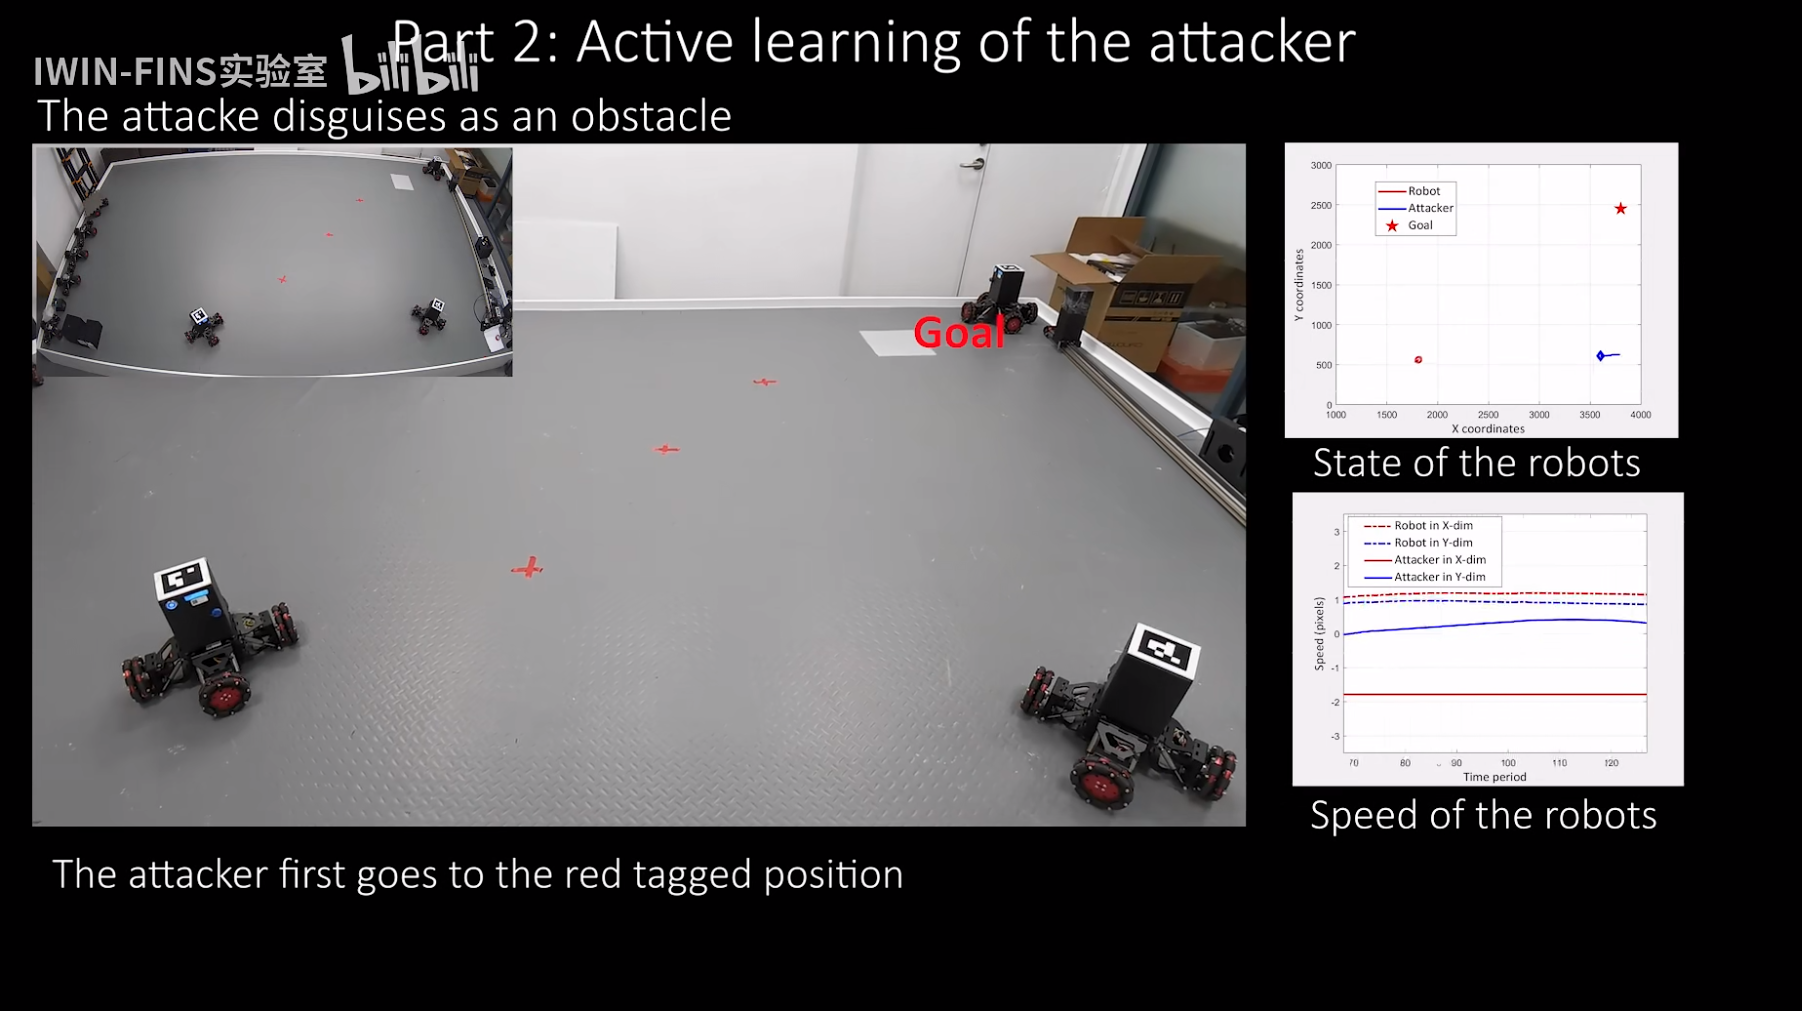 Part 2: Active learning of the attacker
IWIN-FINS实验室 bilibili
The attacke disguises as an obstacle
Goal
3000
2500
2000
1500
1000
500
0
Y coordinates
Robot
Attacker
Goal
1000 1500 2000 2500 3000 3500 4000
X coordinates
State of the robots
3
2
1
0
-1
-2
-3
Speed (pixels)
Robot in X-dim
Robot in Y-dim
Attacker in X-dim
Attacker in Y-dim
70 80 90 100 110 120
Time period
Speed of the robots
The attacker first goes to the red tagged position